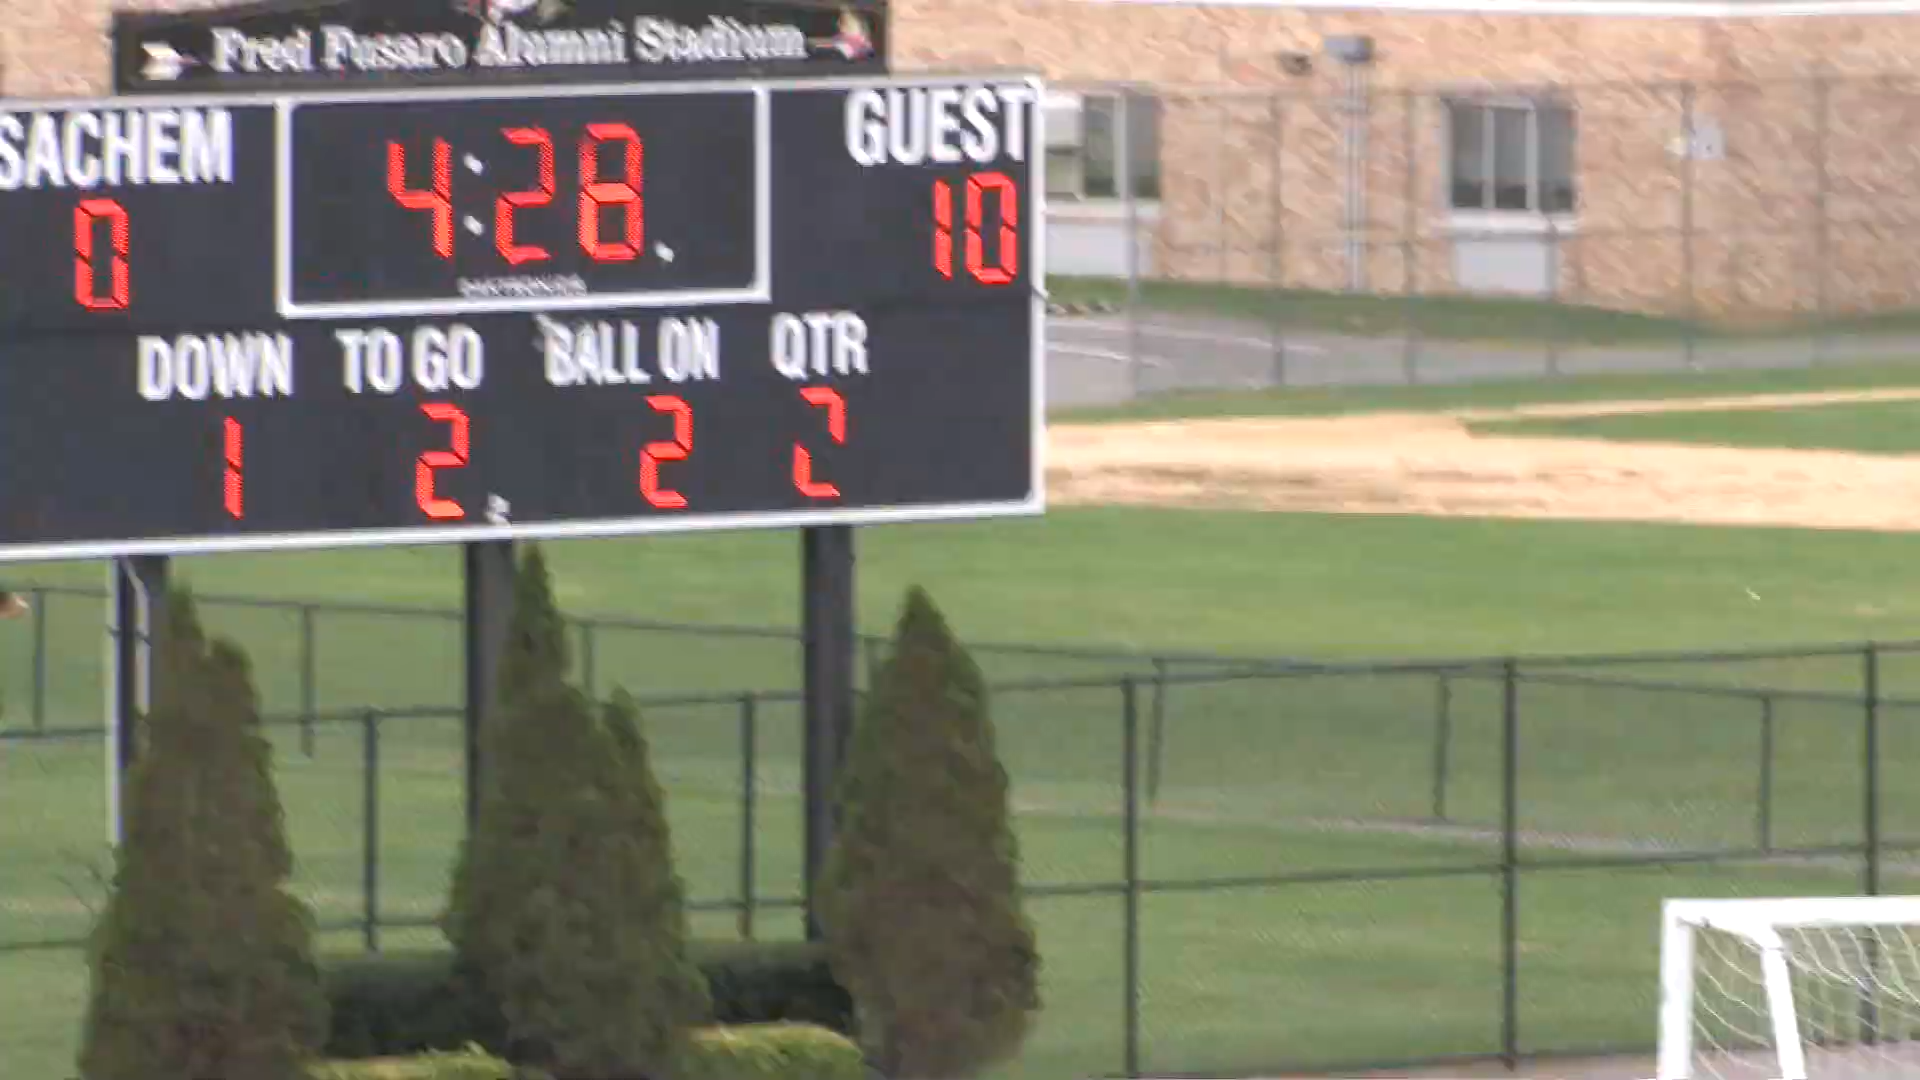 Fred Fusaro Alumni Stadium
SACHEM 4:28 GUEST
0 10
DOWN TO GO BALL ON QTR
1 2 2 2